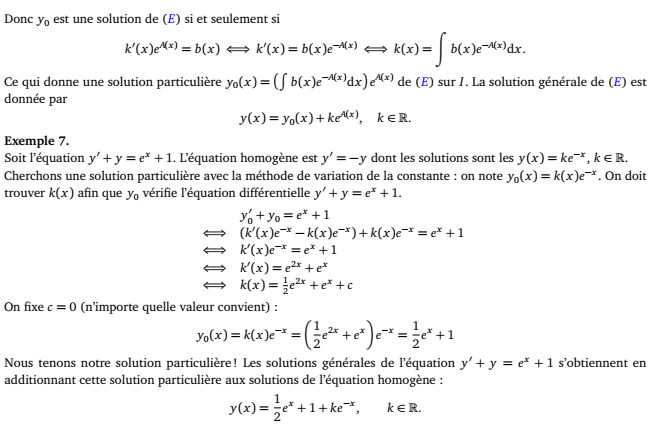 Donc y₀ est une solution de (E) si et seulement si
k′(x)e^{A(x)} = b(x) ⟺ k′(x) = b(x)e^{−A(x)} ⟺ k(x) = ∫ b(x)e^{−A(x)}dx.
Ce qui donne une solution particulière y₀(x) = (∫ b(x)e^{−A(x)}dx) e^{A(x)} de (E) sur I. La solution générale de (E) est
donnée par
y(x) = y₀(x) + ke^{A(x)}, k ∈ ℝ.
Exemple 7.
Soit l'équation y′ + y = e^x + 1. L'équation homogène est y′ = −y dont les solutions sont les y(x) = ke^{−x}, k ∈ ℝ.
Cherchons une solution particulière avec la méthode de variation de la constante : on note y₀(x) = k(x)e^{−x}. On doit
trouver k(x) afin que y₀ vérifie l'équation différentielle y′ + y = e^x + 1.
y₀′ + y₀ = e^x + 1
⟺ (k′(x)e^{−x} − k(x)e^{−x}) + k(x)e^{−x} = e^x + 1
⟺ k′(x)e^{−x} = e^x + 1
⟺ k′(x) = e^{2x} + e^x
⟺ k(x) = ½e^{2x} + e^x + c
On fixe c = 0 (n'importe quelle valeur convient) :
y₀(x) = k(x)e^{−x} = (½e^{2x} + e^x) e^{−x} = ½e^x + 1
Nous tenons notre solution particulière ! Les solutions générales de l'équation y′ + y = e^x + 1 s'obtiennent en
additionnant cette solution particulière aux solutions de l'équation homogène :
y(x) = ½e^x + 1 + ke^{−x}, k ∈ ℝ.